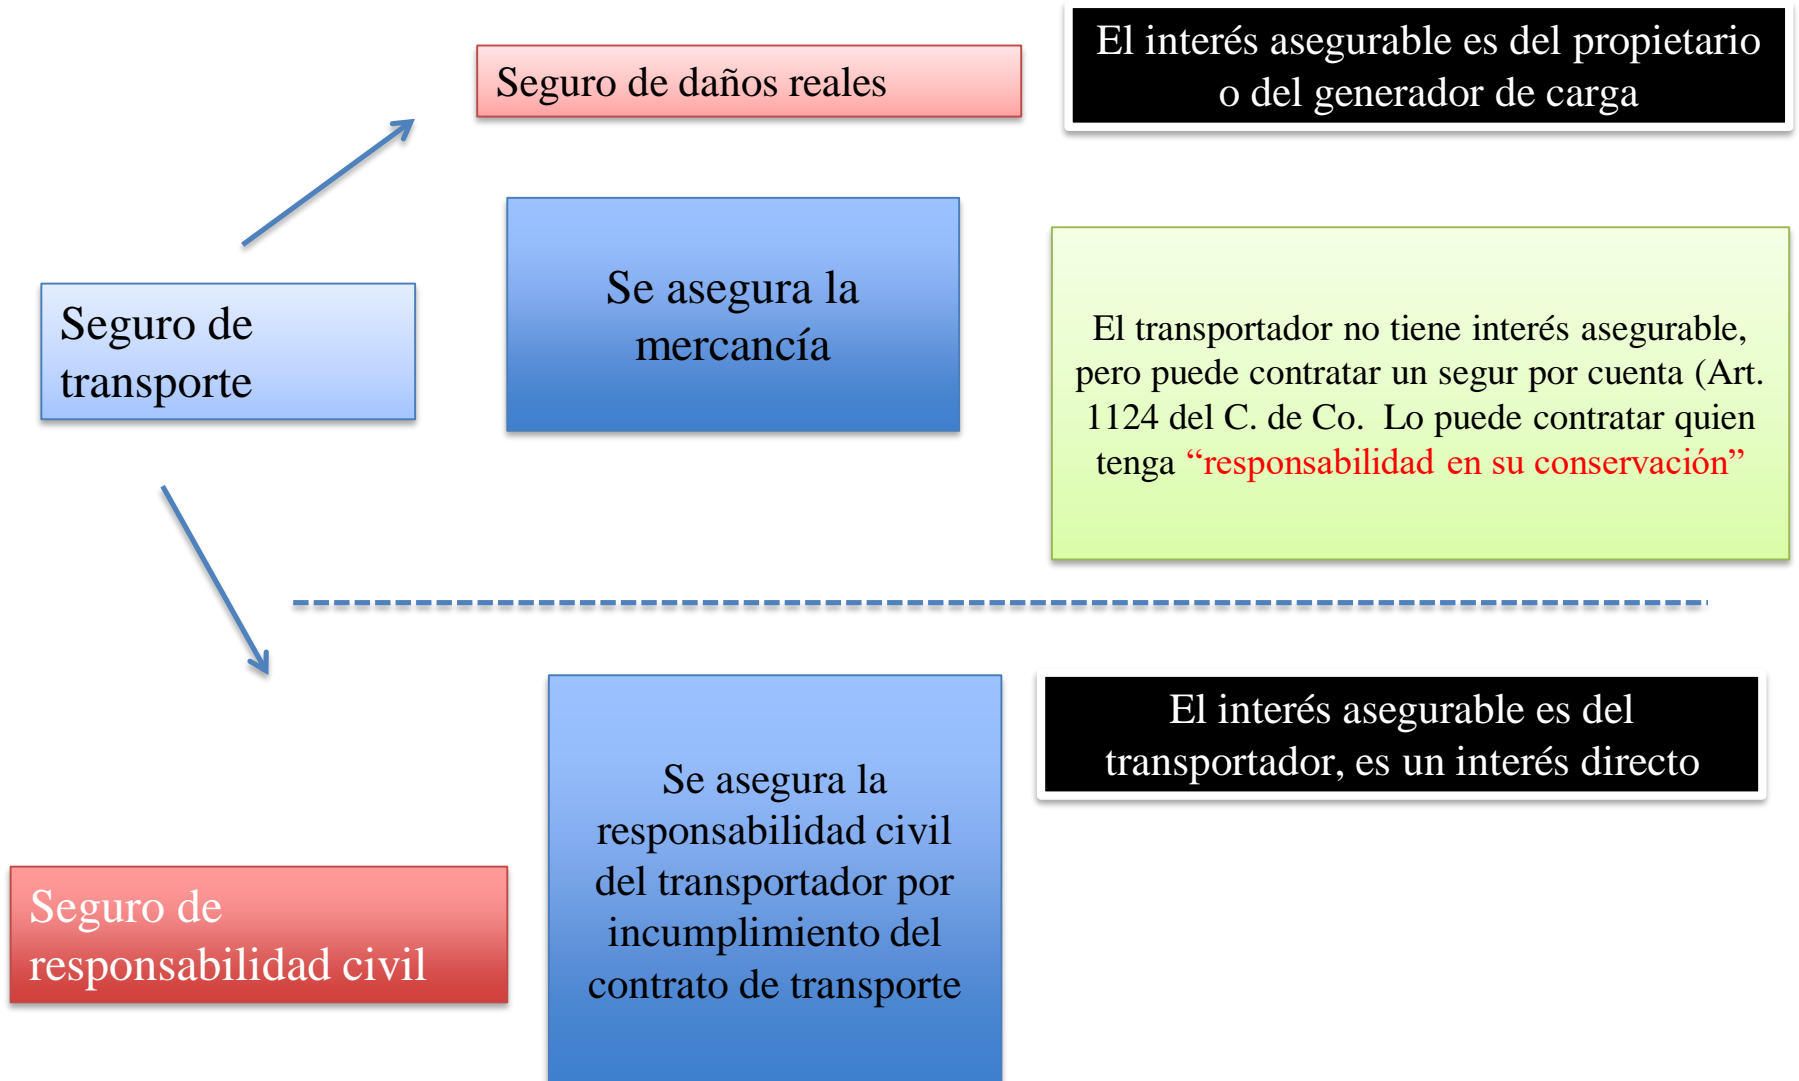 Seguro de daños reales
El interés asegurable es del propietario
o del generador de carga
Se asegura la
mercancía
Seguro de
transporte
El transportador no tiene interés asegurable,
pero puede contratar un segur por cuenta (Art.
1124 del C. de Co.  Lo puede contratar quien
tenga “responsabilidad en su conservación”
El interés asegurable es del
transportador, es un interés directo
Se asegura la
responsabilidad civil
del transportador por
incumplimiento del
contrato de transporte
Seguro de
responsabilidad civil